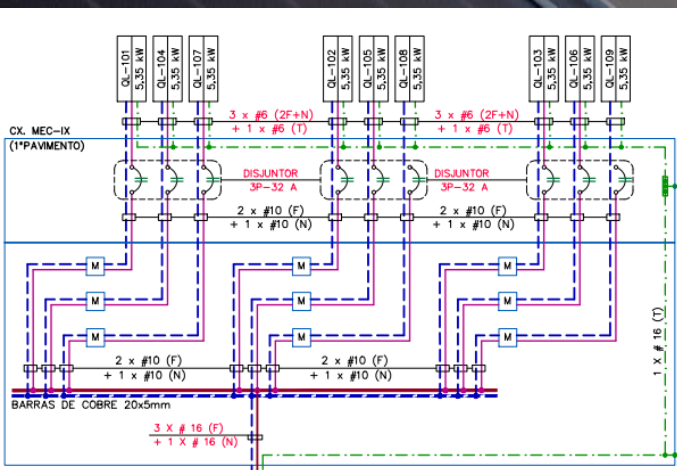 QL-101
5,35 kW
QL-104
5,35 kW
QL-107
5,35 kW
QL-102
5,35 kW
QL-105
5,35 kW
QL-108
5,35 kW
QL-103
5,35 kW
QL-106
5,35 kW
QL-109
5,35 kW
3 x #6 (2F+N)
+ 1 x #6 (T)
3 x #6 (2F+N)
+ 1 x #6 (T)
CX. MEC-IX
(1°PAVIMENTO)
DISJUNTOR
3P-32 A
DISJUNTOR
3P-32 A
2 x #10 (F)
+ 1 x #10 (N)
2 x #10 (F)
+ 1 x #10 (N)
M
M
M
M
M
M
M
M
M
1 X # 16 (T)
2 x #10 (F)
+ 1 x #10 (N)
2 x #10 (F)
+ 1 x #10 (N)
BARRAS DE COBRE 20x5mm
3 X # 16 (F)
+ 1 X # 16 (N)